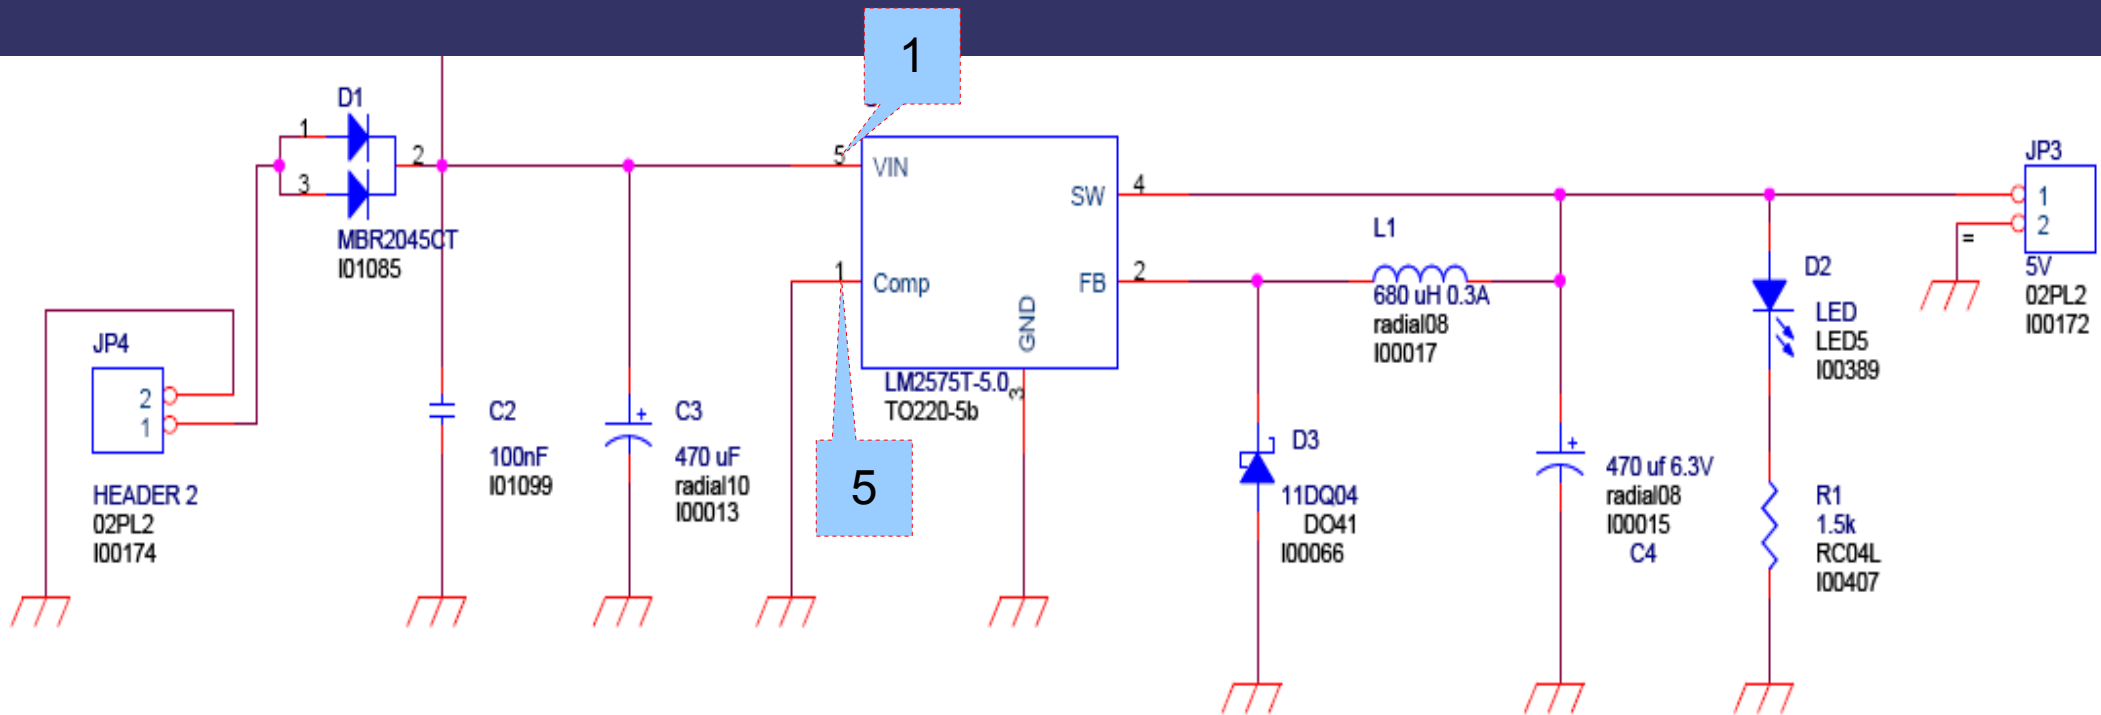 1
D1
1
2
3
MBR2045CT
I01085
5
VIN
SW
4
1
Comp
FB
2
GND
3
LM2575T-5.0
TO220-5b
5
L1
680 uH 0.3A
radial08
I00017
JP3
1
2
=
5V
02PL2
I00172
D2
LED
LED5
I00389
JP4
2
1
HEADER 2
02PL2
I00174
C2
100nF
I01099
+
C3
470 uF
radial10
I00013
D3
11DQ04
DO41
I00066
+
470 uf 6.3V
radial08
I00015
C4
R1
1.5k
RC04L
I00407